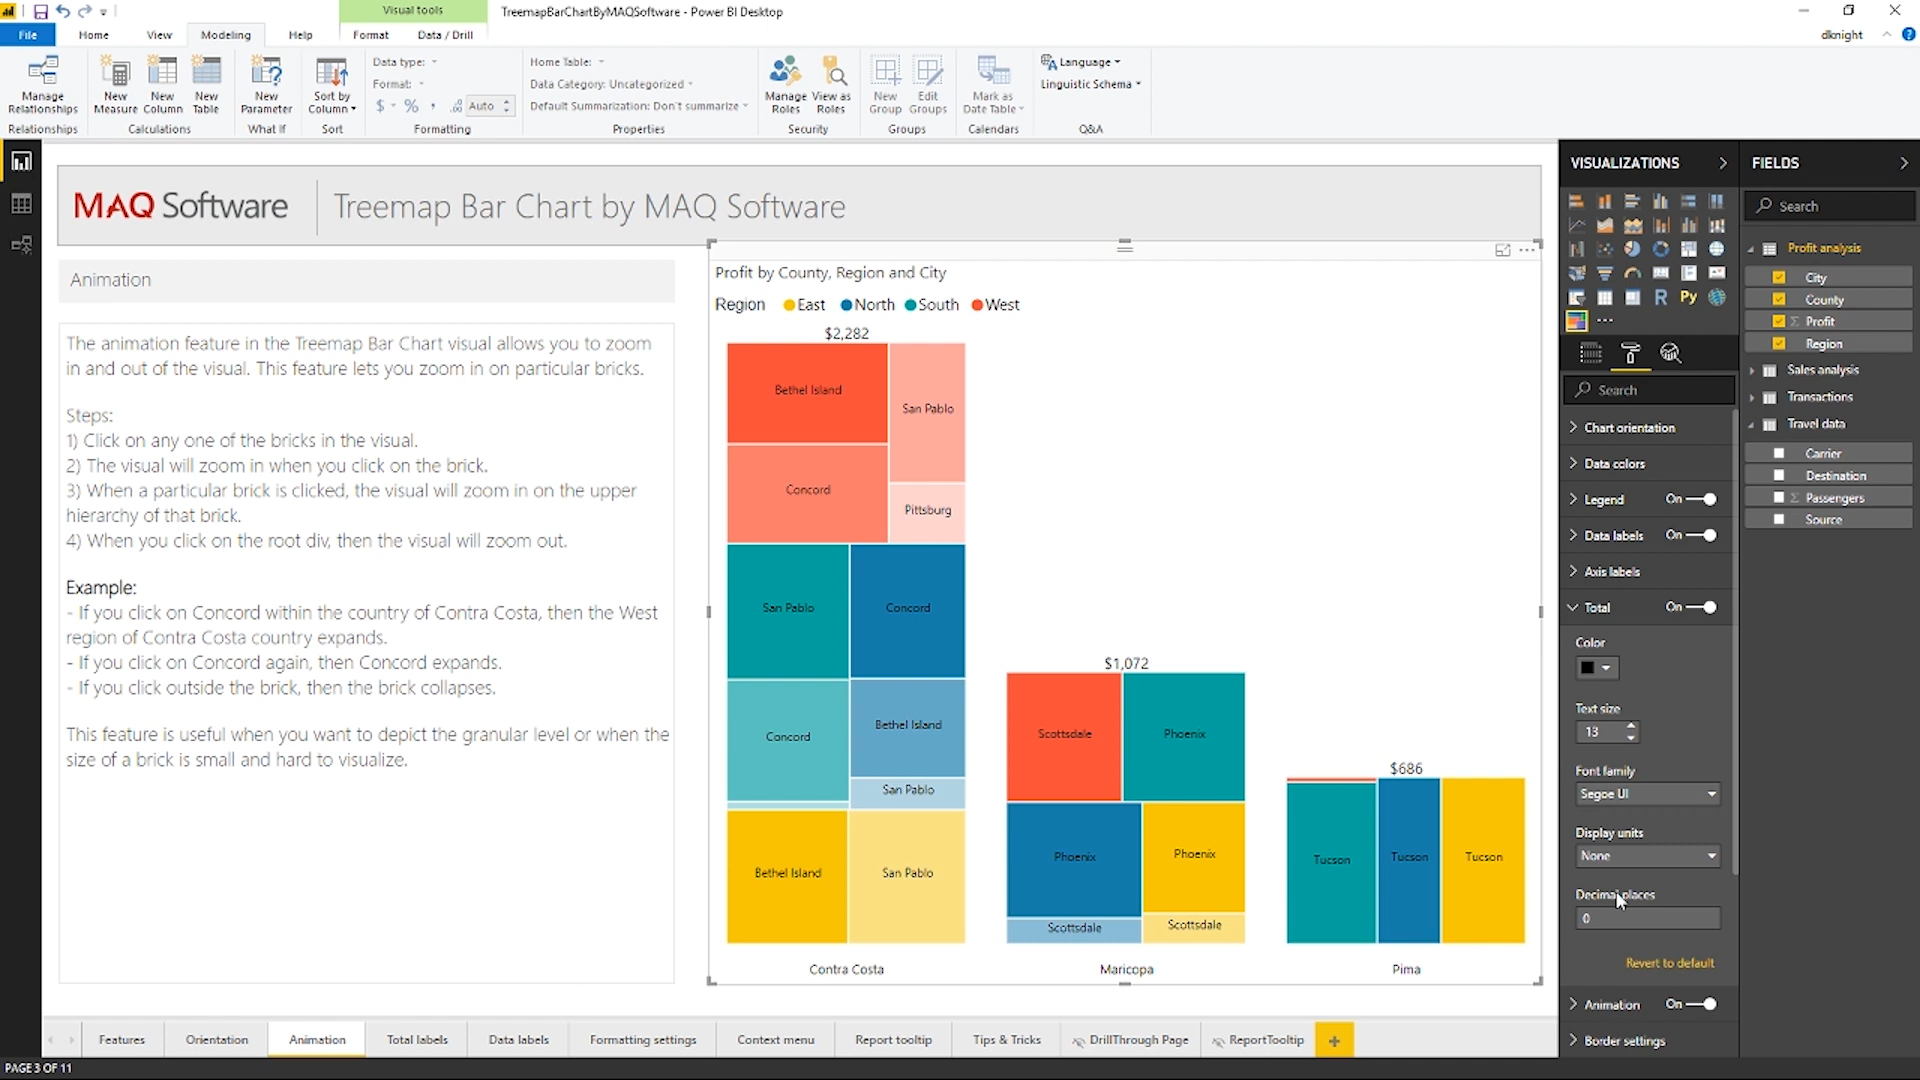 Visual tools
TreemapBarChartByMAQSoftware - Power BI Desktop
File
Home
View
Modeling
Help
Format
Data / Drill
dknight
Manage
Relationships
Relationships
New
Measure
New
Column
New
Table
Calculations
New
Parameter
What If
Sort by
Column
Sort
Data type:
Format:
$ % , Auto
Formatting
Home Table:
Data Category: Uncategorized
Default Summarization: Don't summarize
Properties
Manage
Roles
View as
Roles
Security
New
Group
Edit
Groups
Groups
Mark as
Date Table
Calendars
Language
Linguistic Schema
Q&A
MAQ Software
Treemap Bar Chart by MAQ Software
Animation
The animation feature in the Treemap Bar Chart visual allows you to zoom
in and out of the visual. This feature lets you zoom in on particular bricks.
Steps:
1) Click on any one of the bricks in the visual.
2) The visual will zoom in when you click on the brick.
3) When a particular brick is clicked, the visual will zoom in on the upper
hierarchy of that brick.
4) When you click on the root div, then the visual will zoom out.
Example:
- If you click on Concord within the country of Contra Costa, then the West
region of Contra Costa country expands.
- If you click on Concord again, then Concord expands.
- If you click outside the brick, then the brick collapses.
This feature is useful when you want to depict the granular level or when the
size of a brick is small and hard to visualize.
Profit by County, Region and City
Region East North South West
$2,282
Bethel Island
San Pablo
Concord
Pittsburg
San Pablo
Concord
Concord
Bethel Island
San Pablo
Bethel Island
San Pablo
Contra Costa
$1,072
Scottsdale
Phoenix
Phoenix
Phoenix
Scottsdale
Scottsdale
Maricopa
$686
Tucson
Tucson
Tucson
Pima
VISUALIZATIONS
R
Py
Search
Chart orientation
Data colors
Legend On
Data labels On
Axis labels
Total On
Color
Text size
13
Font family
Segoe UI
Display units
None
Decimal places
0
Revert to default
Animation On
Border settings
FIELDS
Search
Profit analysis
City
County
Σ Profit
Region
Sales analysis
Transactions
Travel data
Carrier
Destination
Σ Passengers
Source
Features
Orientation
Animation
Total labels
Data labels
Formatting settings
Context menu
Report tooltip
Tips & Tricks
DrillThrough Page
ReportTooltip
+
PAGE 3 OF 11